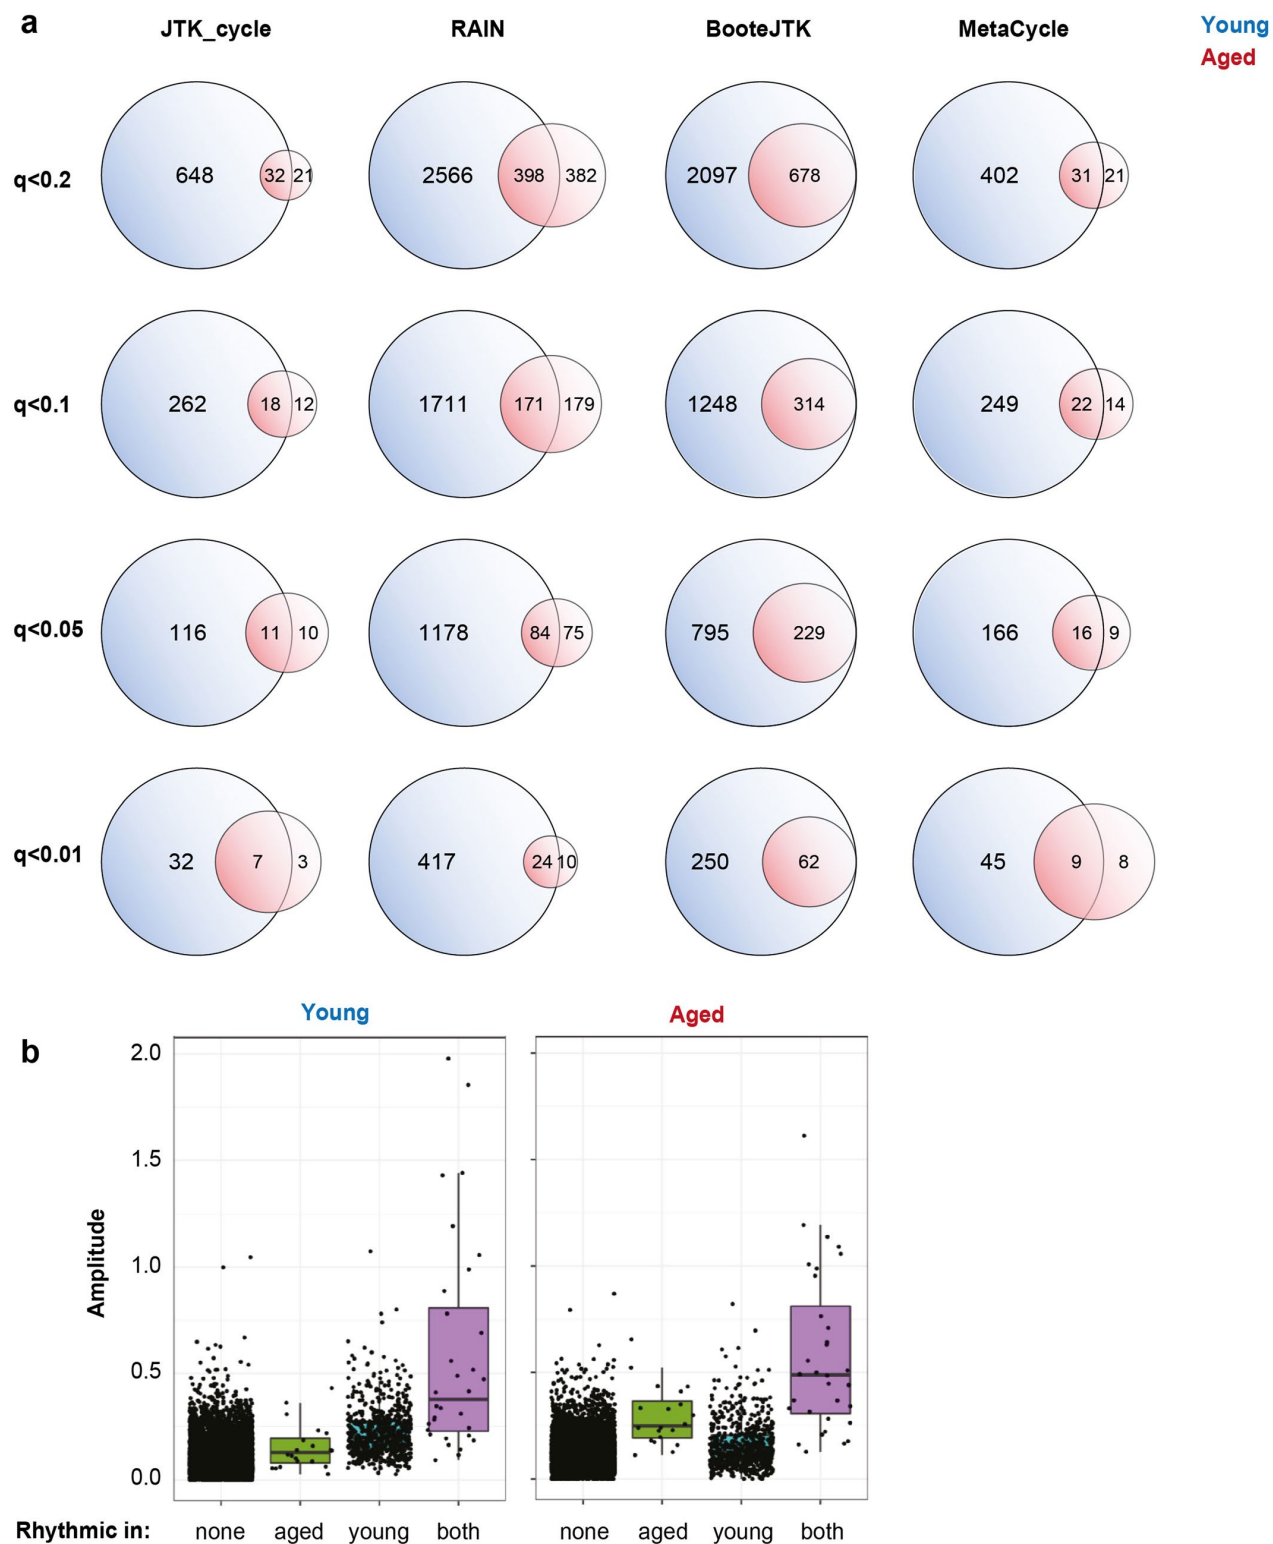 a
JTK_cycle RAIN BooteJTK MetaCycle
Young
Aged
q<0.2 648 32 21 2566 398 382 2097 678 402 31 21
q<0.1 262 18 12 1711 171 179 1248 314 249 22 14
q<0.05 116 11 10 1178 84 75 795 229 166 16 9
q<0.01 32 7 3 417 24 10 250 62 45 9 8
b
Young Aged
2.0
1.5
1.0
0.5
0.0
Amplitude
Rhythmic in: none aged young both none aged young both